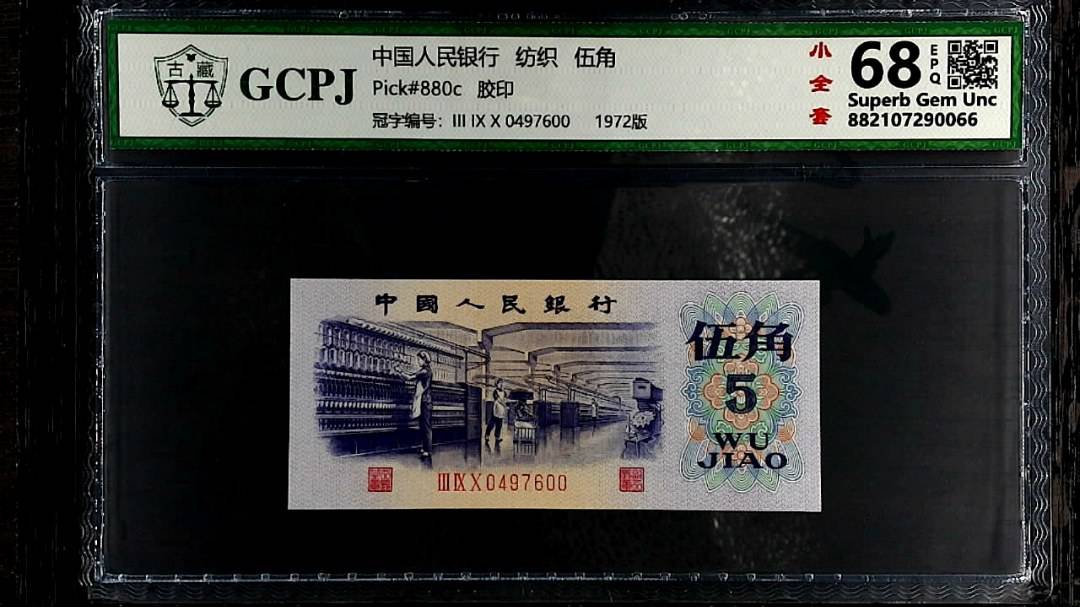 古藏
GCPJ
中国人民银行 纺织 伍角
Pick#880c 胶印
冠字编号: III IX X 0497600 1972版
小全套
68
EPQ
Superb Gem Unc
882107290066
中國人民銀行
伍角
5
WU
JIAO
III IX X 0497600